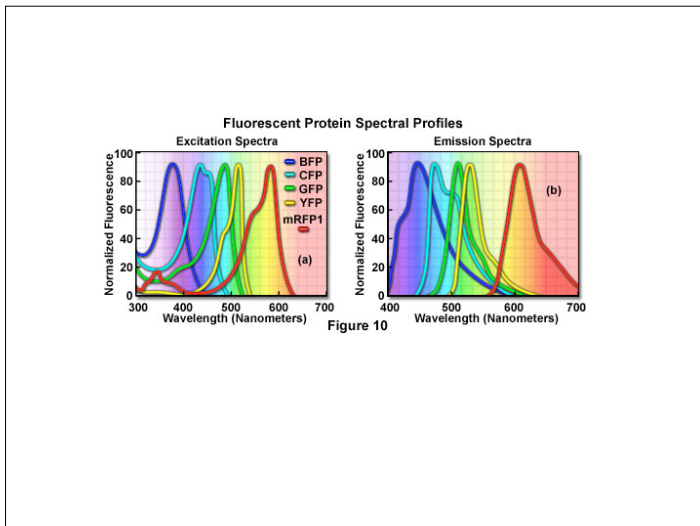 Fluorescent Protein Spectral Profiles
Excitation Spectra
Normalized Fluorescence
100
80
60
40
20
0
BFP
CFP
GFP
YFP
mRFP1
(a)
300 400 500 600 700
Wavelength (Nanometers)
Emission Spectra
Normalized Fluorescence
100
80
60
40
20
0
(b)
400 500 600 700
Wavelength (Nanometers)
Figure 10